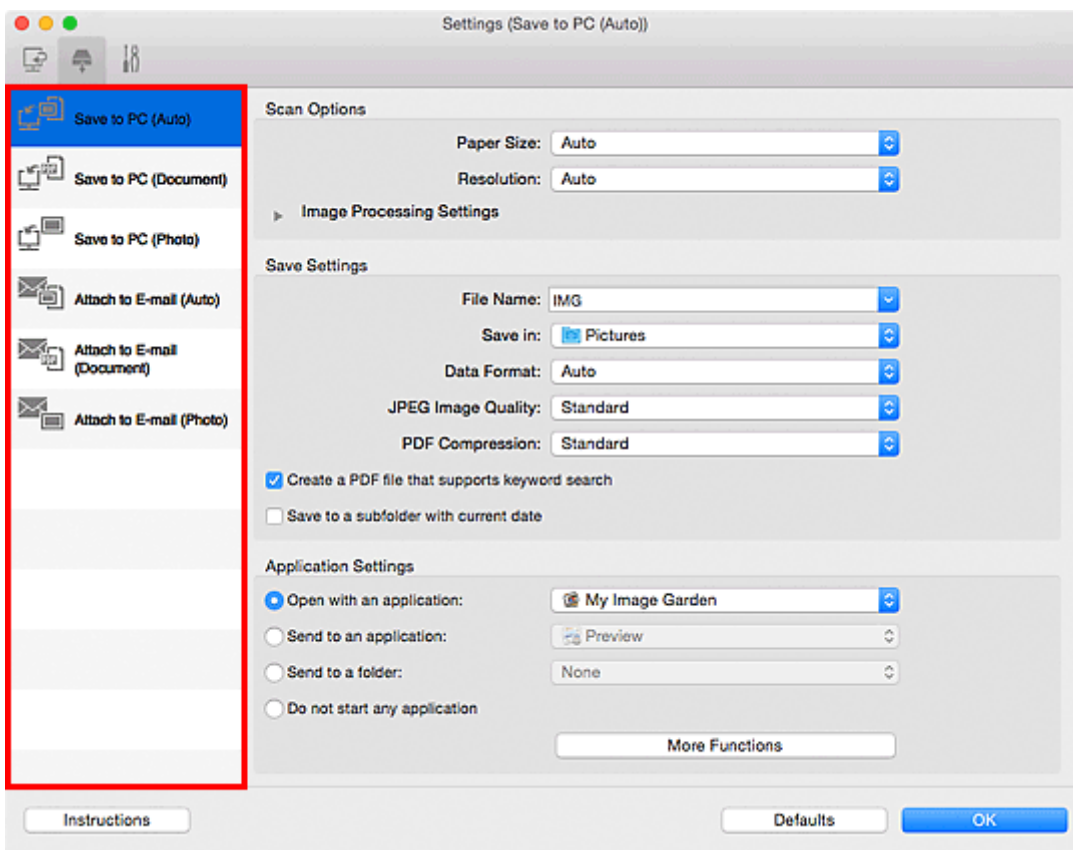 Settings (Save to PC (Auto))
Save to PC (Auto)
Save to PC (Document)
Save to PC (Photo)
Attach to E-mail (Auto)
Attach to E-mail
(Document)
Attach to E-mail (Photo)
Scan Options
Paper Size: Auto
Resolution: Auto
Image Processing Settings
Save Settings
File Name: IMG
Save in: Pictures
Data Format: Auto
JPEG Image Quality: Standard
PDF Compression: Standard
Create a PDF file that supports keyword search
Save to a subfolder with current date
Application Settings
Open with an application: My Image Garden
Send to an application: Preview
Send to a folder: None
Do not start any application
More Functions
Instructions Defaults OK